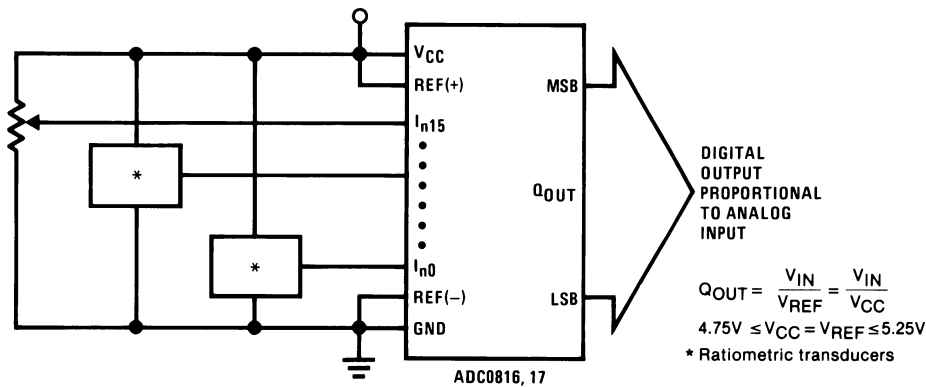 VCC
REF(+)
In15
*
*
In0
REF(−)
GND
MSB
QOUT
LSB
ADC0816, 17
DIGITAL
OUTPUT
PROPORTIONAL
TO ANALOG
INPUT
QOUT = VIN / VREF = VIN / VCC
4.75V ≤ VCC = VREF ≤ 5.25V
* Ratiometric transducers